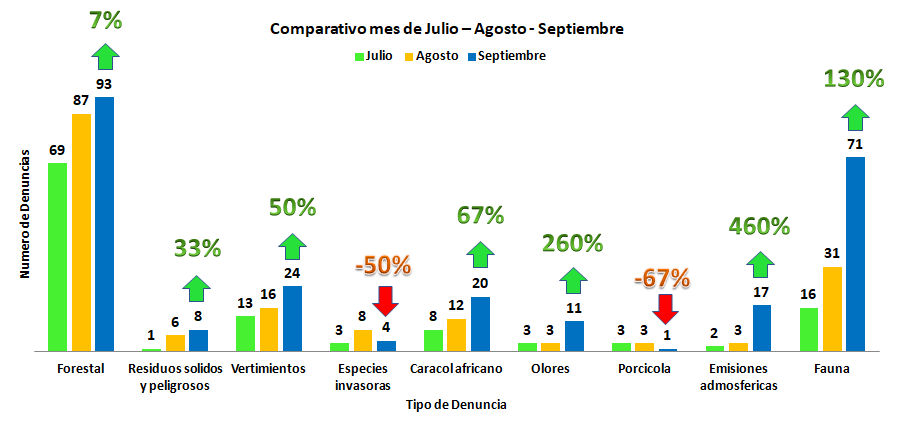 Comparativo mes de Julio – Agosto - Septiembre
Julio Agosto Septiembre
Numero de Denuncias
7%
69 87 93
33%
1 6 8
50%
13 16 24
-50%
3 8 4
67%
8 12 20
260%
3 3 11
-67%
3 3 1
460%
2 3 17
130%
16 31 71
Forestal
Residuos solidos
y peligrosos
Vertimientos
Especies
invasoras
Caracol africano
Olores
Porcicola
Emisiones
admosfericas
Fauna
Tipo de Denuncia